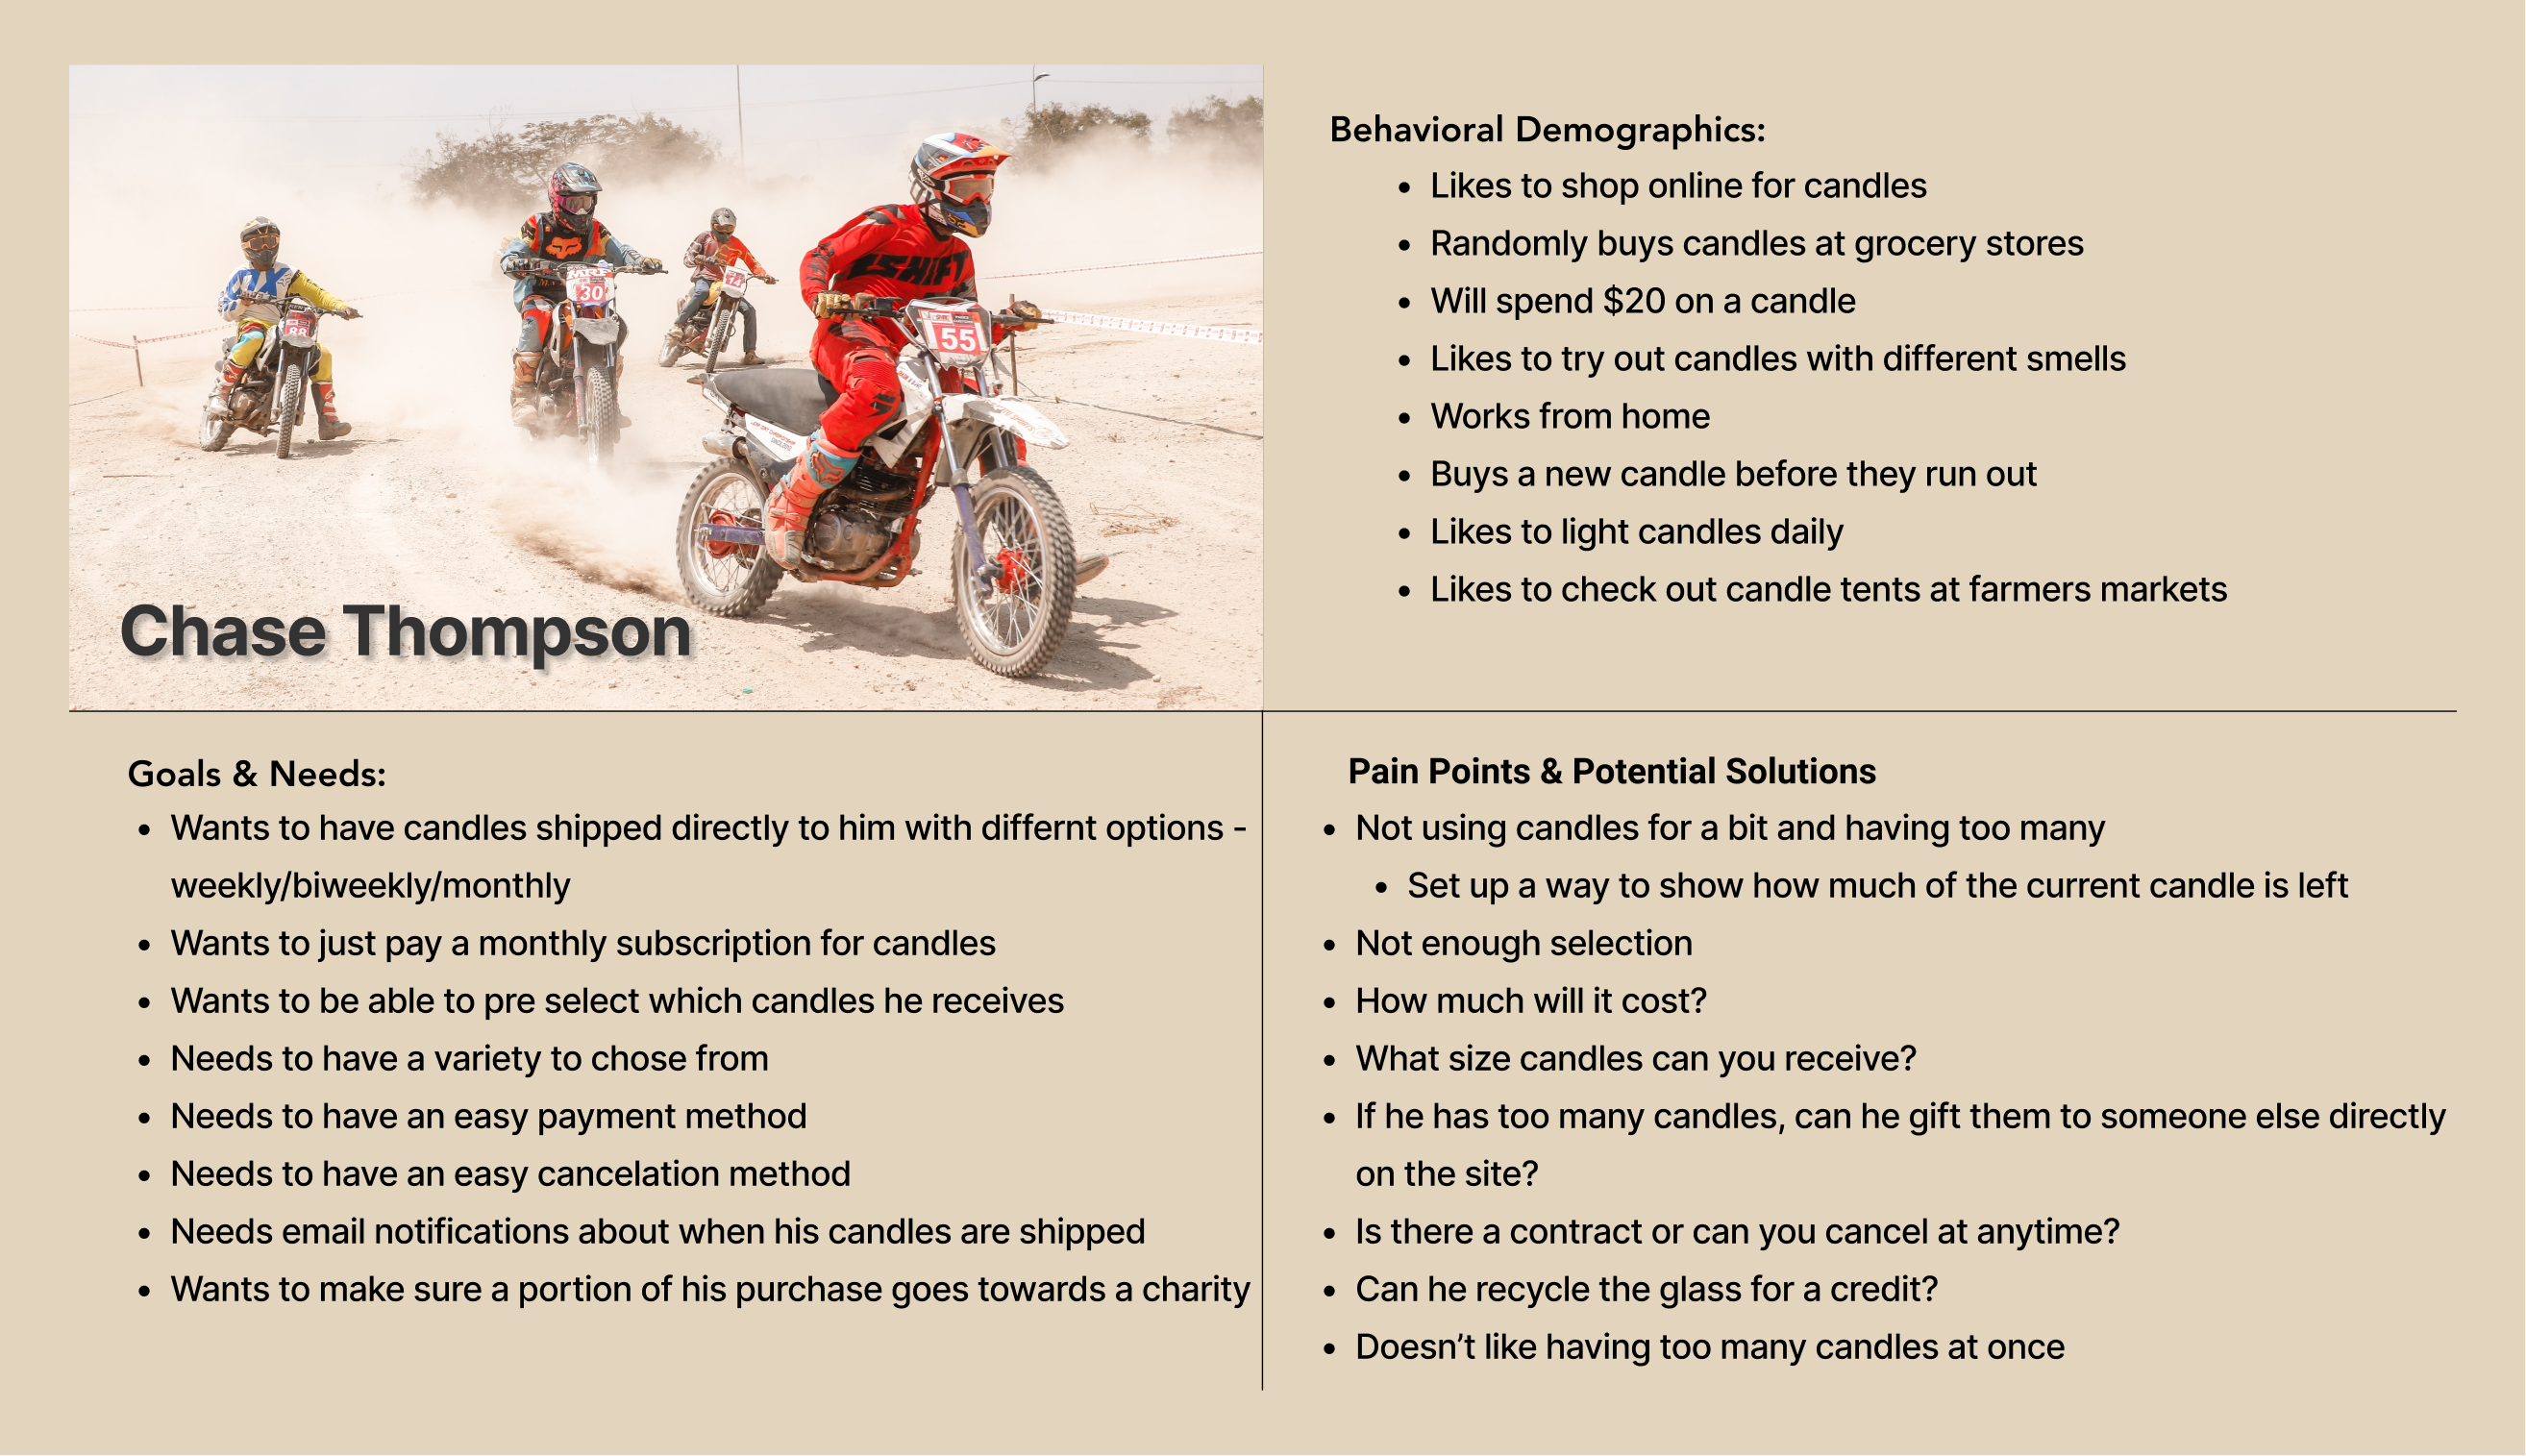 Chase Thompson
SHIFT
55
30
88
Behavioral Demographics:
Likes to shop online for candles
Randomly buys candles at grocery stores
Will spend $20 on a candle
Likes to try out candles with different smells
Works from home
Buys a new candle before they run out
Likes to light candles daily
Likes to check out candle tents at farmers markets
Goals & Needs:
Wants to have candles shipped directly to him with differnt options -
weekly/biweekly/monthly
Wants to just pay a monthly subscription for candles
Wants to be able to pre select which candles he receives
Needs to have a variety to chose from
Needs to have an easy payment method
Needs to have an easy cancelation method
Needs email notifications about when his candles are shipped
Wants to make sure a portion of his purchase goes towards a charity
Pain Points & Potential Solutions
Not using candles for a bit and having too many
Set up a way to show how much of the current candle is left
Not enough selection
How much will it cost?
What size candles can you receive?
If he has too many candles, can he gift them to someone else directly
on the site?
Is there a contract or can you cancel at anytime?
Can he recycle the glass for a credit?
Doesn’t like having too many candles at once